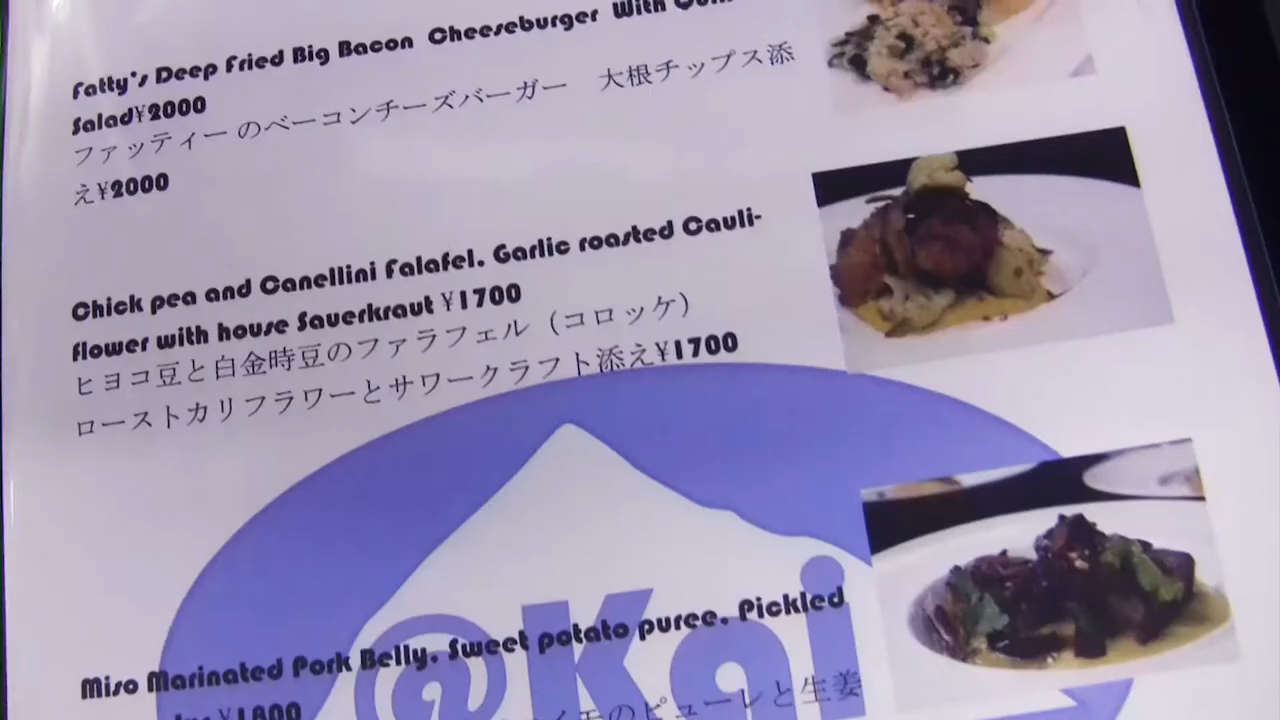 Fatty's Deep Fried Big Bacon Cheeseburger With
Salad¥2000
ファッティーのベーコンチーズバーガー 大根チップス添
え¥2000
Chick pea and Canellini Falafel. Garlic roasted Cauli-
flower with house Sauerkraut ¥1700
ヒヨコ豆と白金時豆のファラフェル (コロッケ)
ローストカリフラワーとサワークラフト添え¥1700
@Kai
Miso Marinated Pork Belly. Sweet potato puree. Pickled
¥1800
のピューレと生姜